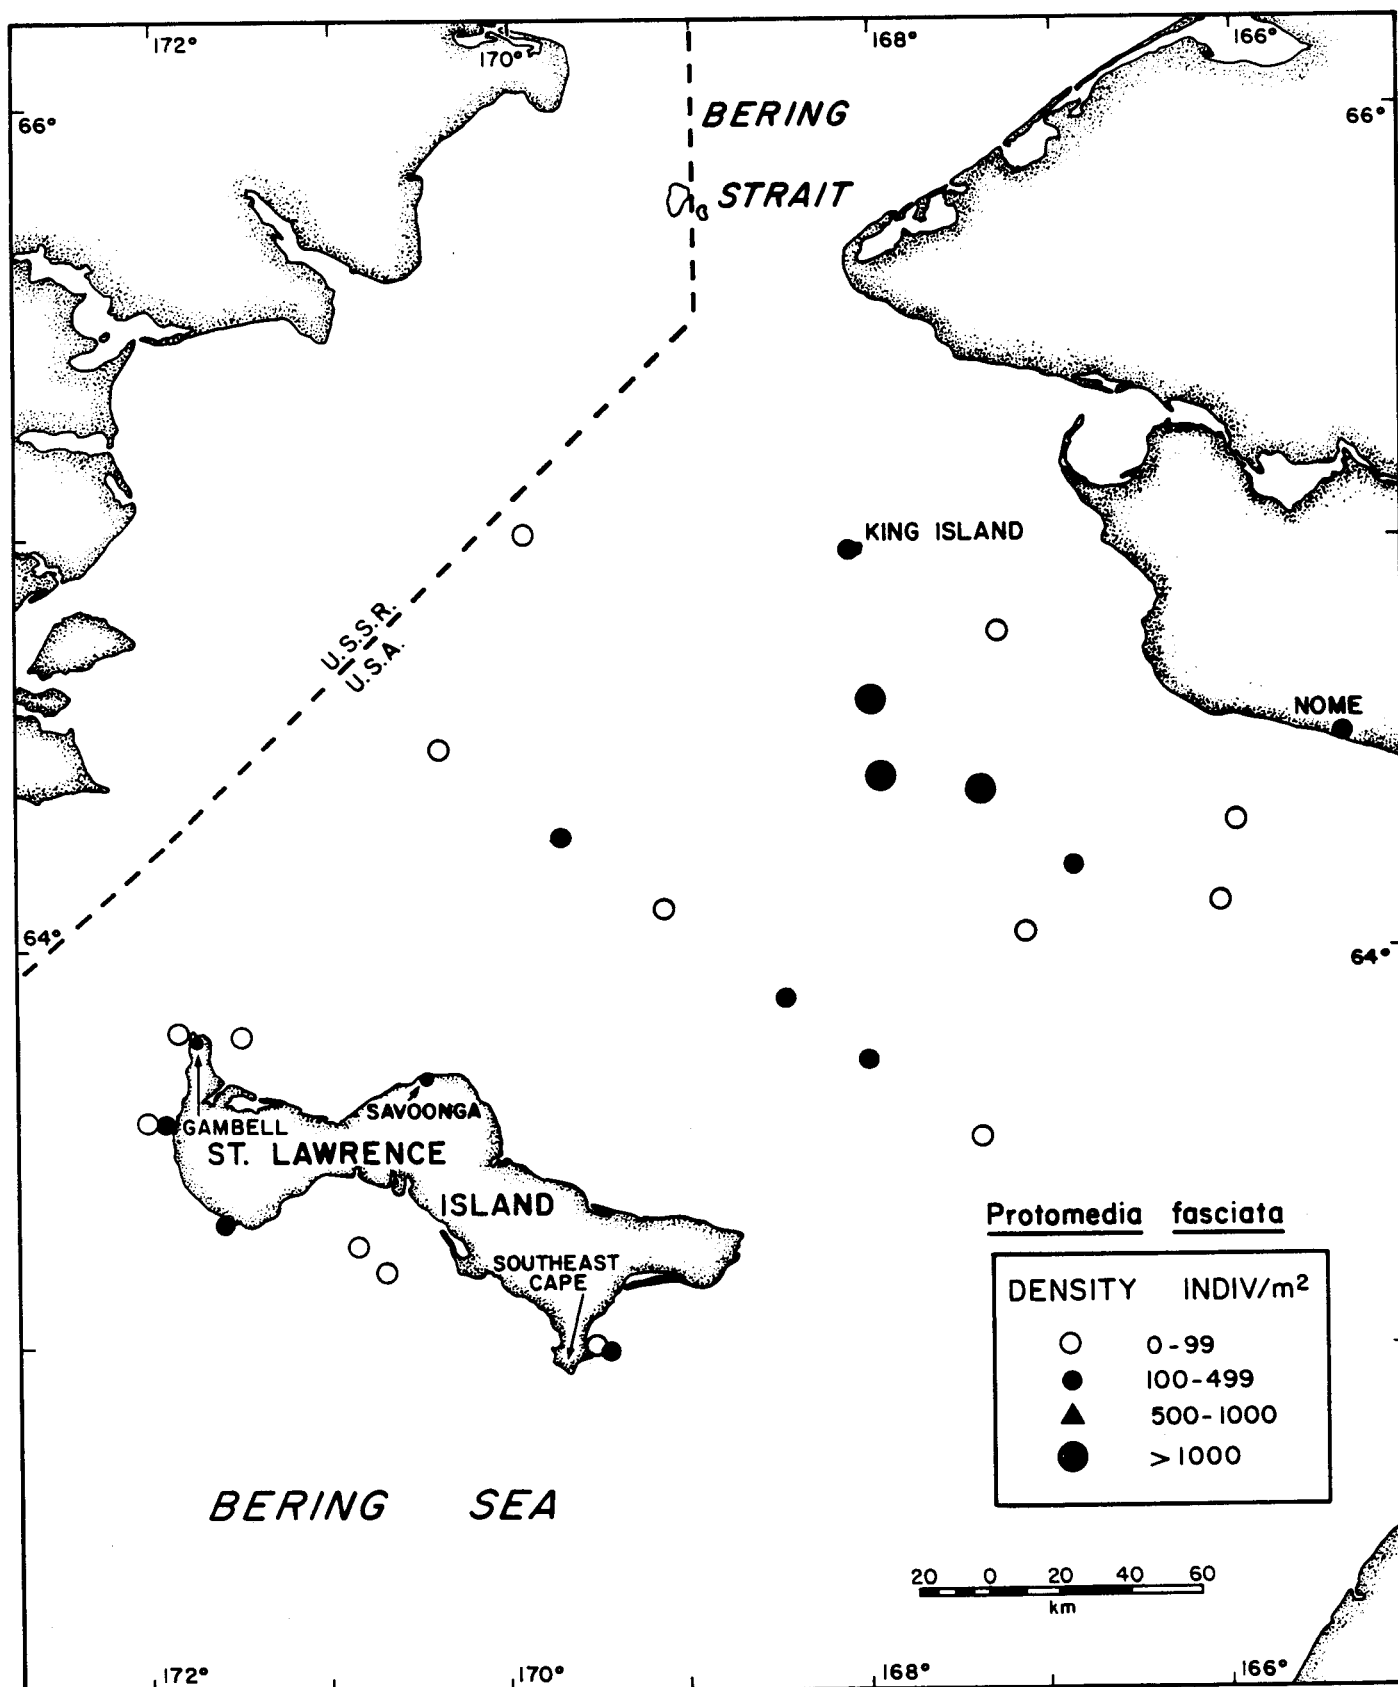 172°
170°
168°
166°
66°
BERING
66°
STRAIT
KING ISLAND
U.S.S.R.
U.S.A.
NOME
64°
64°
SAVOONGA
GAMBELL
ST. LAWRENCE
ISLAND
SOUTHEAST
CAPE
Protomedia fasciata
DENSITY INDIV/m²
0-99
100-499
500-1000
>1000
BERING SEA
20 0 20 40 60
km
172°
170°
168°
166°